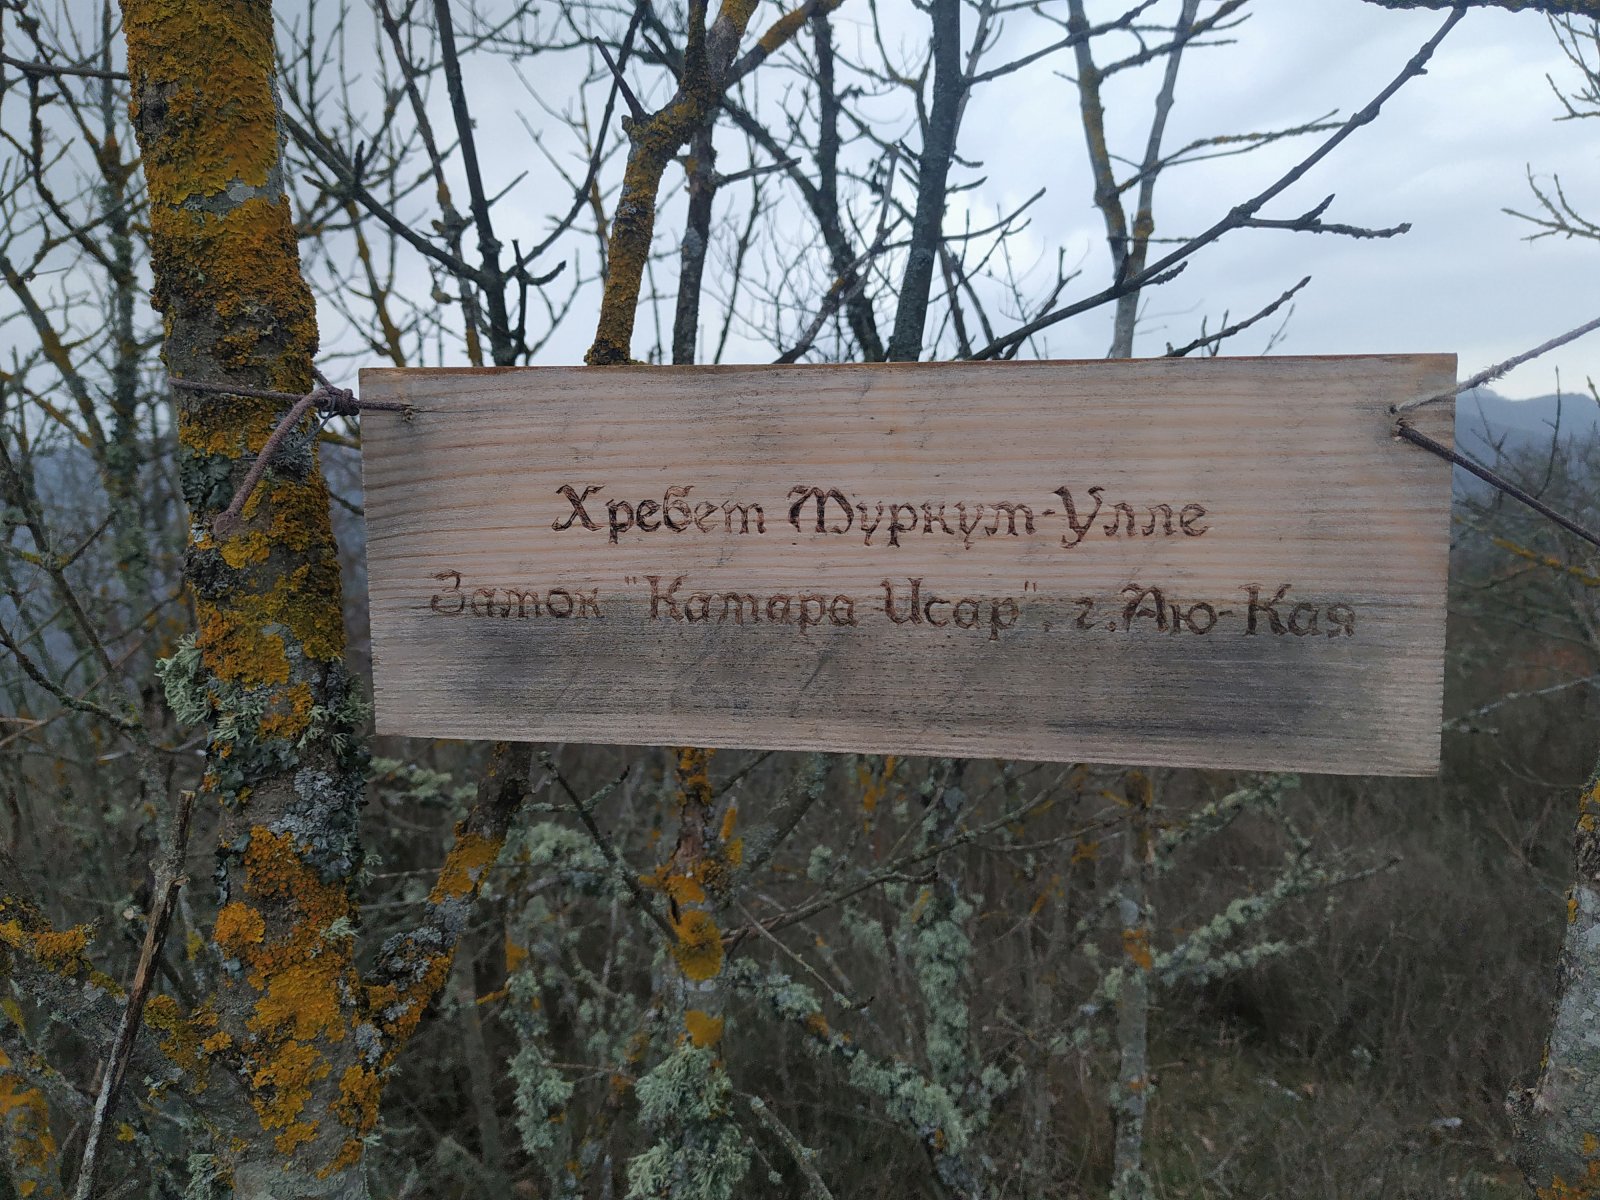 Хребет Муркум-Улле
Замок "Камара Исар", г.Аю-Кая